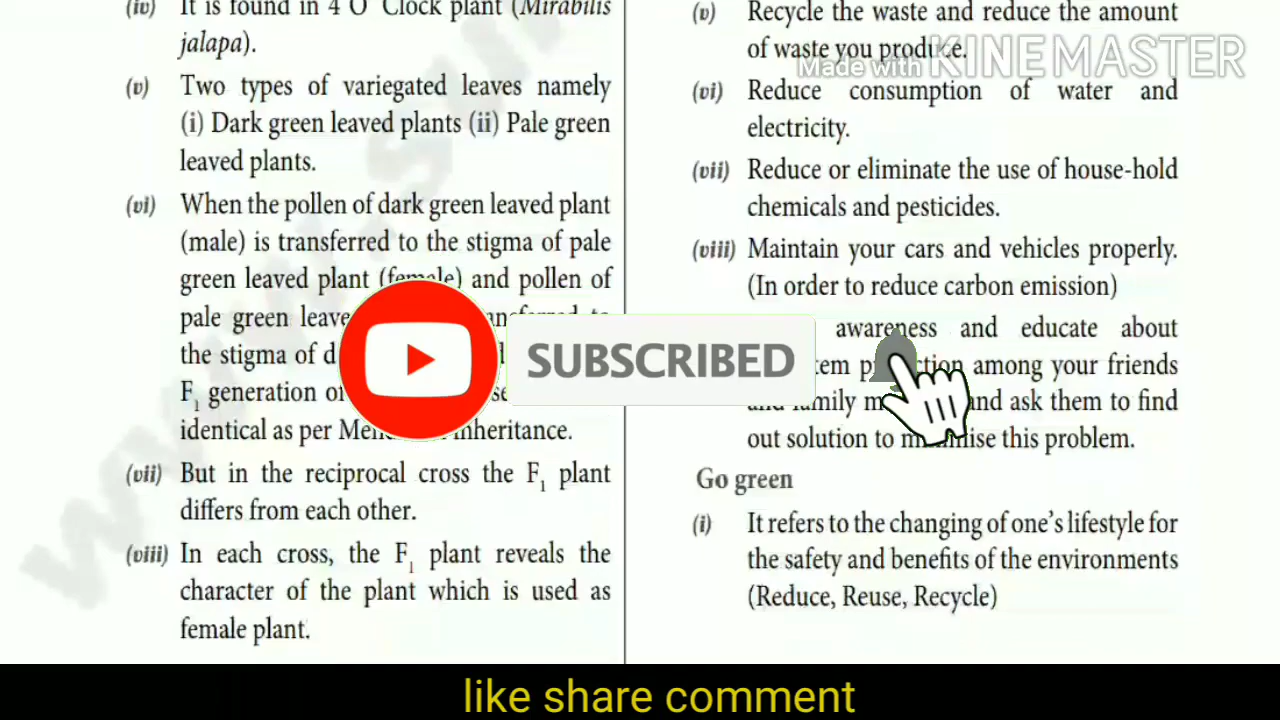 (iv) It is found in 4 O' Clock plant (Mirabilis
jalapa).
(v) Two types of variegated leaves namely
(i) Dark green leaved plants (ii) Pale green
leaved plants.
(vi) When the pollen of dark green leaved plant
(male) is transferred to the stigma of pale
green leaved plant (female) and pollen of
pale green
the stigma of
F1 generation of
identical as per inheritance.
(vii) But in the reciprocal cross the F1 plant
differs from each other.
(viii) In each cross, the F1 plant reveals the
character of the plant which is used as
female plant.
(v) Recycle the waste and reduce the amount
of waste you produce.
Made with KINEMASTER
(vi) Reduce consumption of water and
electricity.
(vii) Reduce or eliminate the use of house-hold
chemicals and pesticides.
(viii) Maintain your cars and vehicles properly.
(In order to reduce carbon emission)
awareness and educate about
among your friends
and family and ask them to find
out solution to minimise this problem.
Go green
(i) It refers to the changing of one's lifestyle for
the safety and benefits of the environments
(Reduce, Reuse, Recycle)
SUBSCRIBED
like share comment